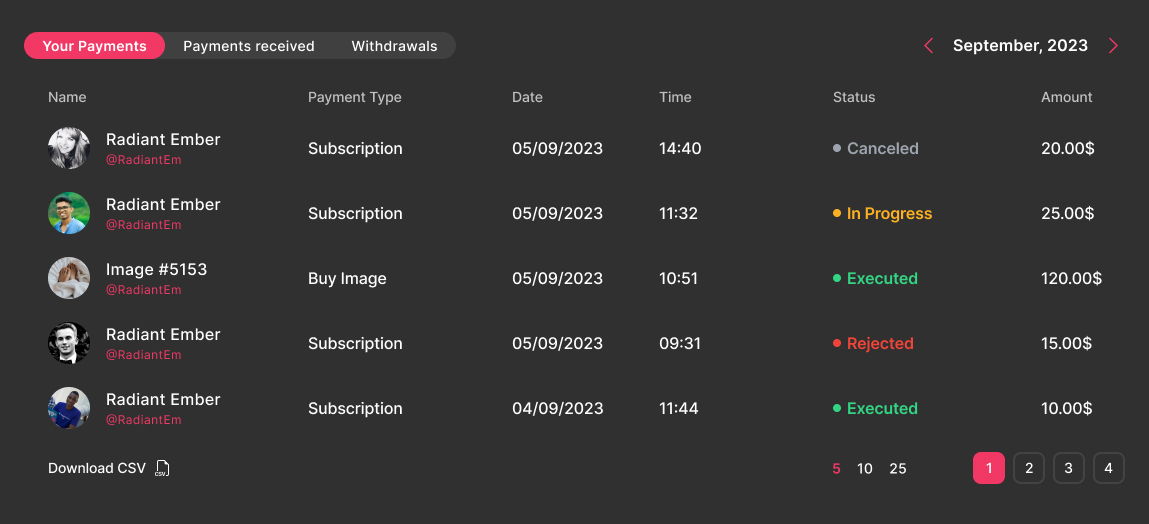 Your Payments Payments received Withdrawals September, 2023
Name Payment Type Date Time Status Amount
Radiant Ember
@RadiantEm
Subscription 05/09/2023 14:40 Canceled 20.00$
Radiant Ember
@RadiantEm
Subscription 05/09/2023 11:32 In Progress 25.00$
Image #5153
@RadiantEm
Buy Image 05/09/2023 10:51 Executed 120.00$
Radiant Ember
@RadiantEm
Subscription 05/09/2023 09:31 Rejected 15.00$
Radiant Ember
@RadiantEm
Subscription 04/09/2023 11:44 Executed 10.00$
Download CSV CSV 5 10 25 1 2 3 4